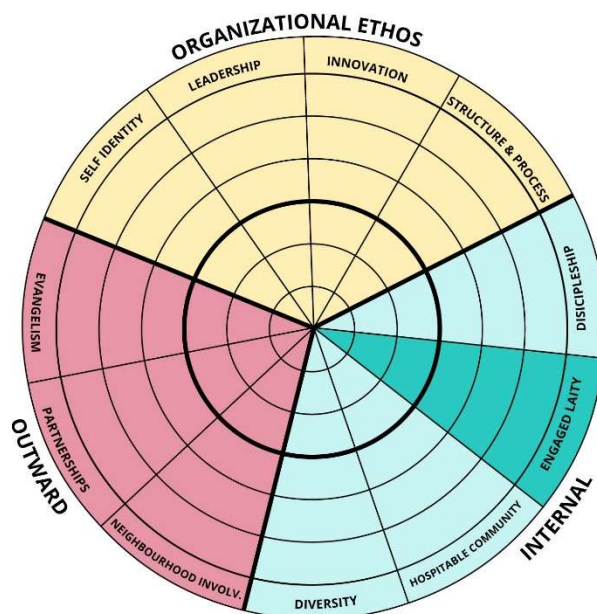 ORGANIZATIONAL ETHOS
SELF IDENTITY
LEADERSHIP
INNOVATION
STRUCTURE & PROCESS
DISICIPLESHIP
ENGAGED LAITY
INTERNAL
HOSPITABLE COMMUNITY
DIVERSITY
NEIGHBOURHOOD INVOLV.
OUTWARD
PARTNERSHIPS
EVANGELISM